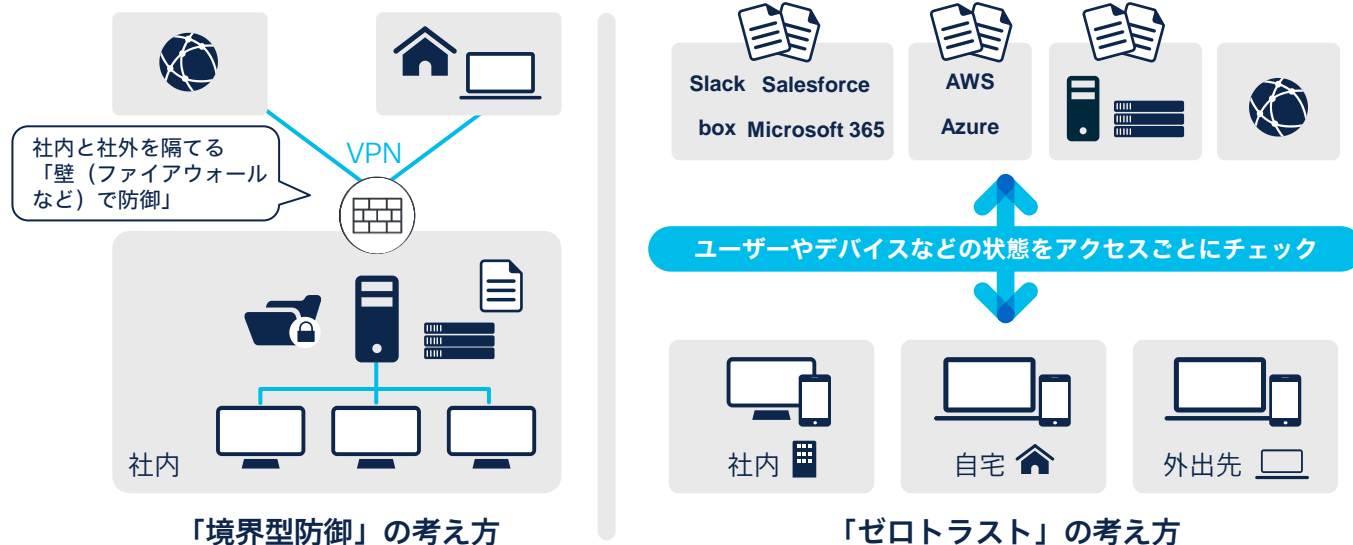 VPN
社内と社外を隔てる
「壁（ファイアウォール
など）で防御」
社内
「境界型防御」の考え方
Slack Salesforce
box Microsoft 365
AWS
Azure
ユーザーやデバイスなどの状態をアクセスごとにチェック
社内
自宅
外出先
「ゼロトラスト」の考え方